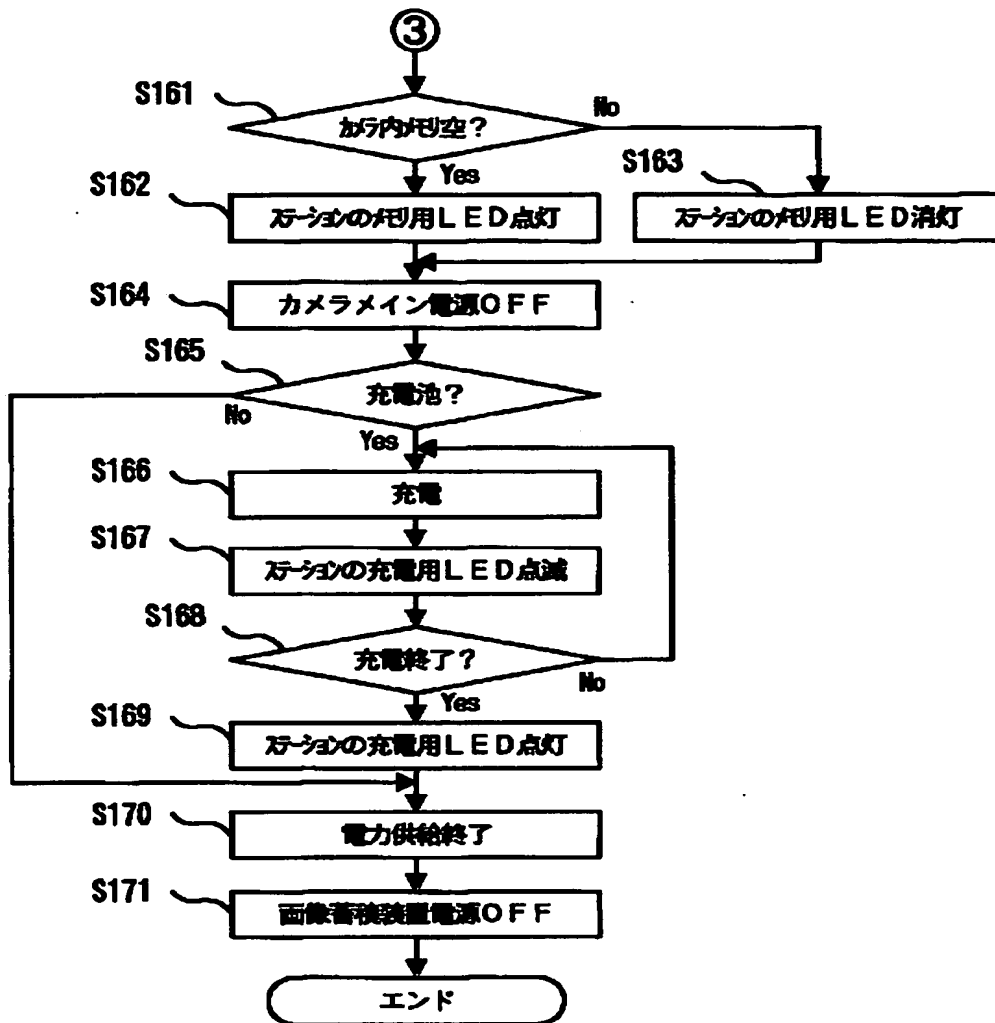 ③
S161
カメラ内メモリ空？
No
Yes
S162
ステーションのメモリ用ＬＥＤ点灯
S163
ステーションのメモリ用ＬＥＤ消灯
S164
カメラメイン電源ＯＦＦ
S165
充電池？
No
Yes
S166
充電
S167
ステーションの充電用ＬＥＤ点滅
S168
充電終了？
No
Yes
S169
ステーションの充電用ＬＥＤ点灯
S170
電力供給終了
S171
画像蓄積装置電源ＯＦＦ
エンド